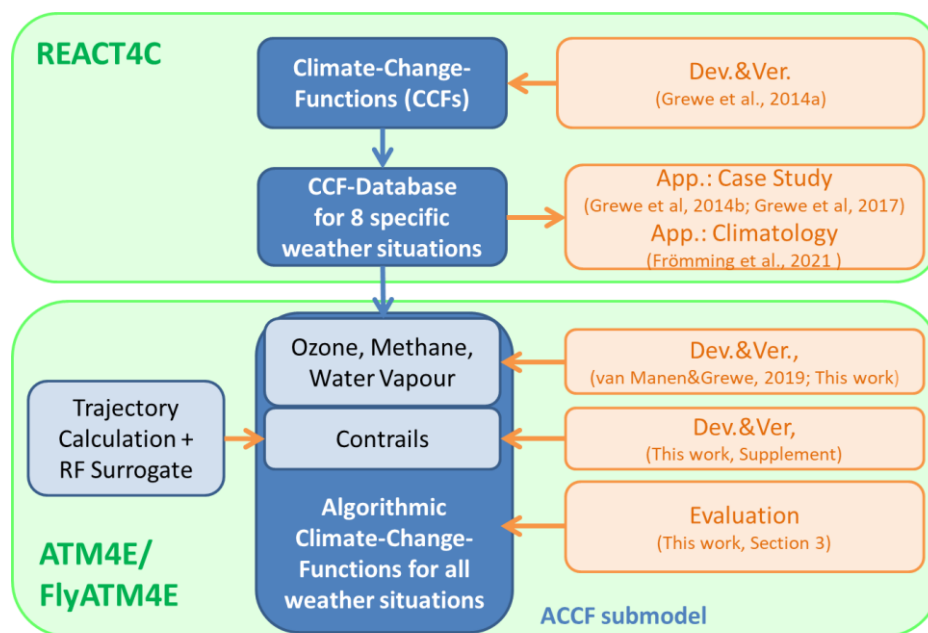 REACT4C
Climate-Change-
Functions (CCFs)
Dev.&Ver.
(Grewe et al., 2014a)
CCF-Database
for 8 specific
weather situations
App.: Case Study
(Grewe et al, 2014b; Grewe et al, 2017)
App.: Climatology
(Frömming et al., 2021 )
Ozone, Methane,
Water Vapour
Dev.&Ver.,
(van Manen&Grewe, 2019; This work)
Trajectory
Calculation +
RF Surrogate
Contrails
Dev.&Ver,
(This work, Supplement)
Algorithmic
Climate-Change-
Functions for all
weather situations
Evaluation
(This work, Section 3)
ATM4E/
FlyATM4E
ACCF submodel